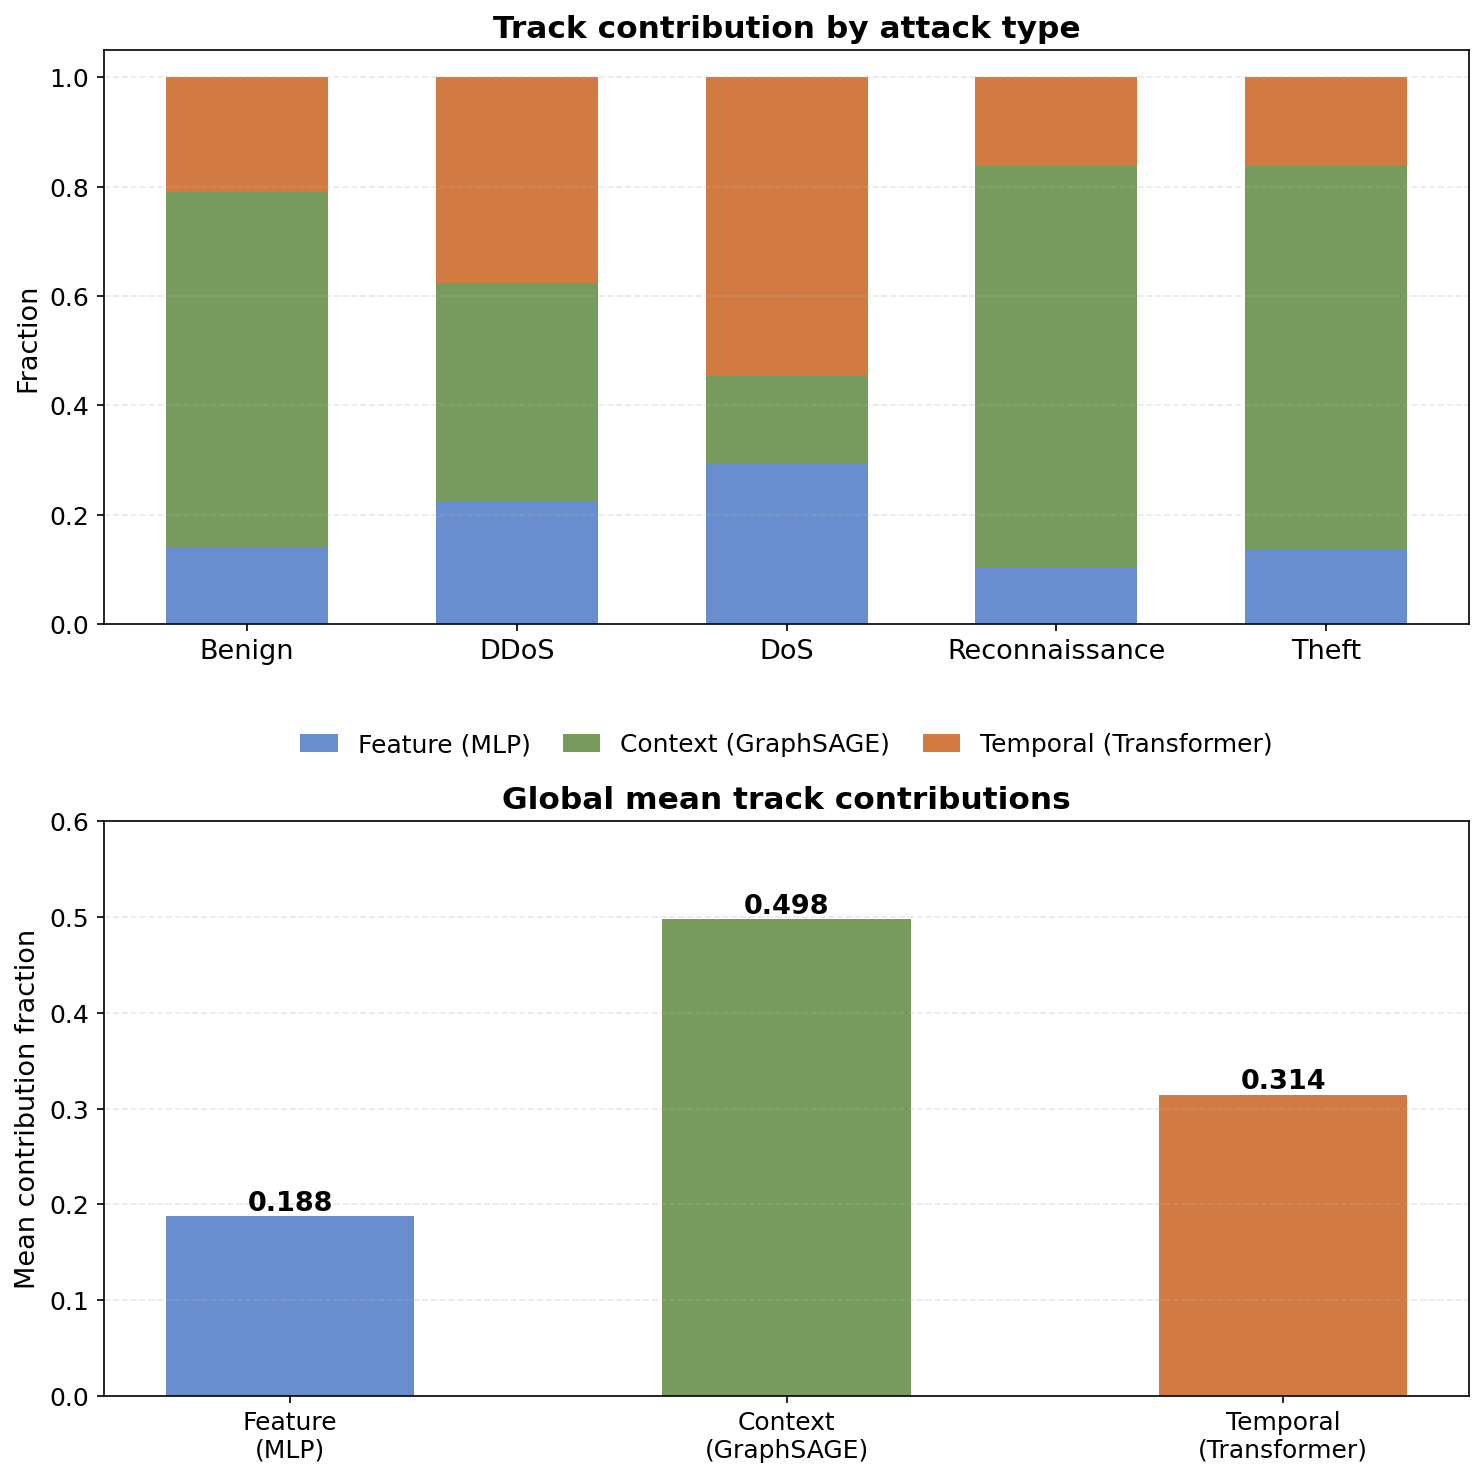 Track contribution by attack type
Fraction
1.0
0.8
0.6
0.4
0.2
0.0
Benign
DDoS
DoS
Reconnaissance
Theft
Feature (MLP)
Context (GraphSAGE)
Temporal (Transformer)
Global mean track contributions
Mean contribution fraction
0.6
0.5
0.4
0.3
0.2
0.1
0.0
0.188
0.498
0.314
Feature
(MLP)
Context
(GraphSAGE)
Temporal
(Transformer)